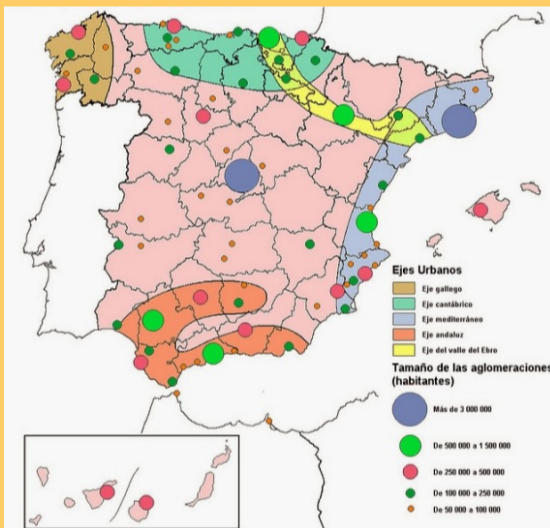 Ejes Urbanos
Eje gallego
Eje cantábrico
Eje mediterráneo
Eje andaluz
Eje del valle del Ebro
Tamaño de las aglomeraciones
(habitantes)
Más de 3 000 000
De 500 000 a 1 500 000
De 250 000 a 500 000
De 100 000 a 250 000
De 50 000 a 100 000